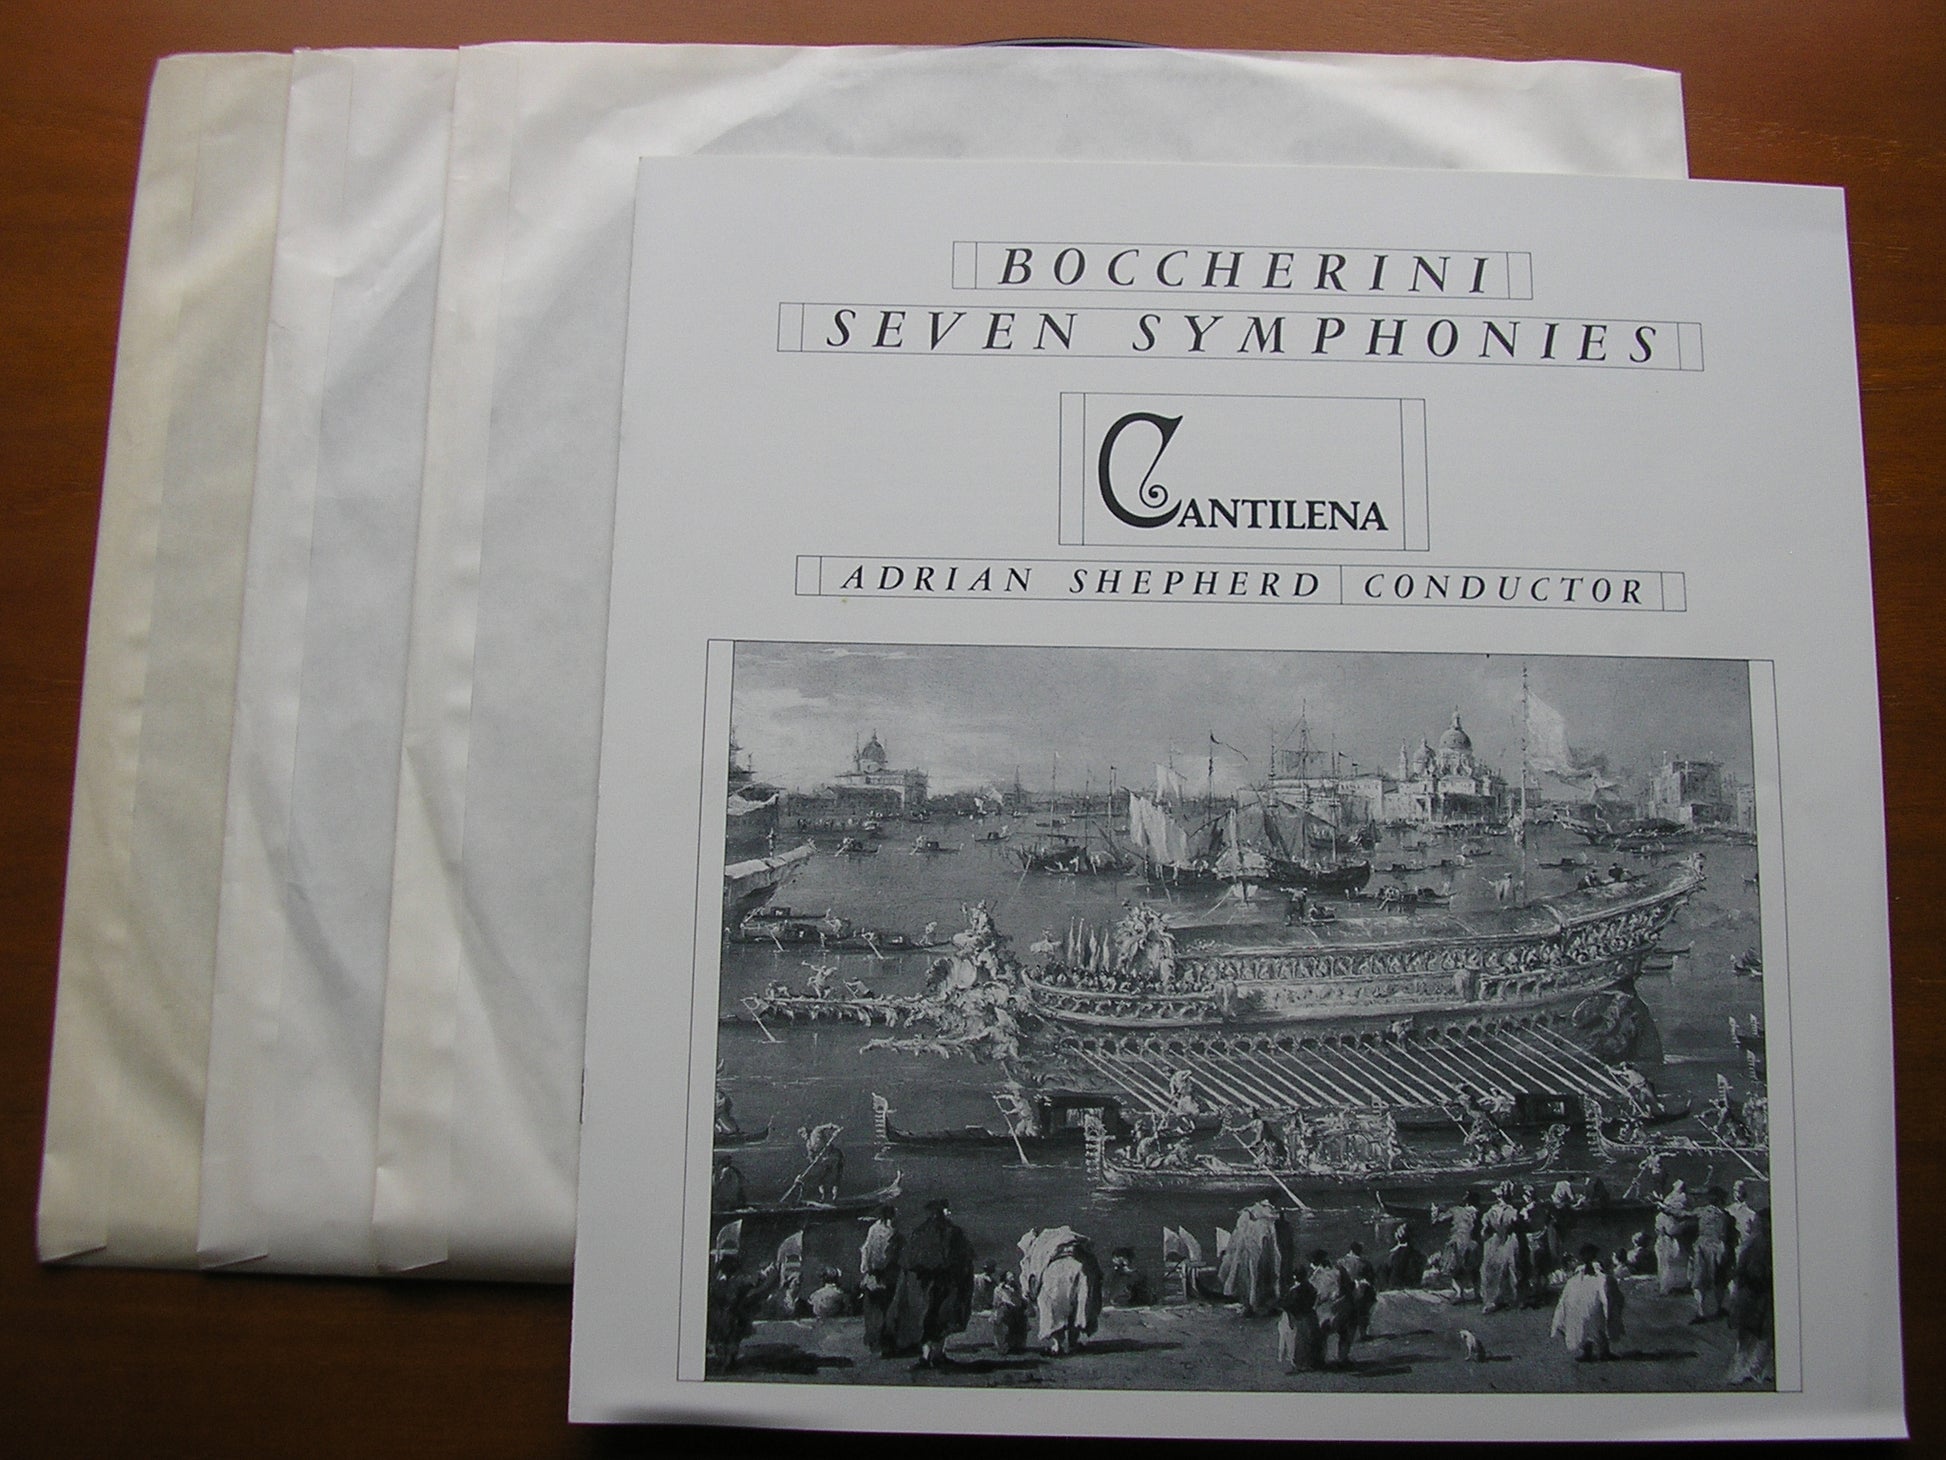 BOCCHERINI
SEVEN SYMPHONIES
CANTILENA
ADRIAN SHEPHERD CONDUCTOR